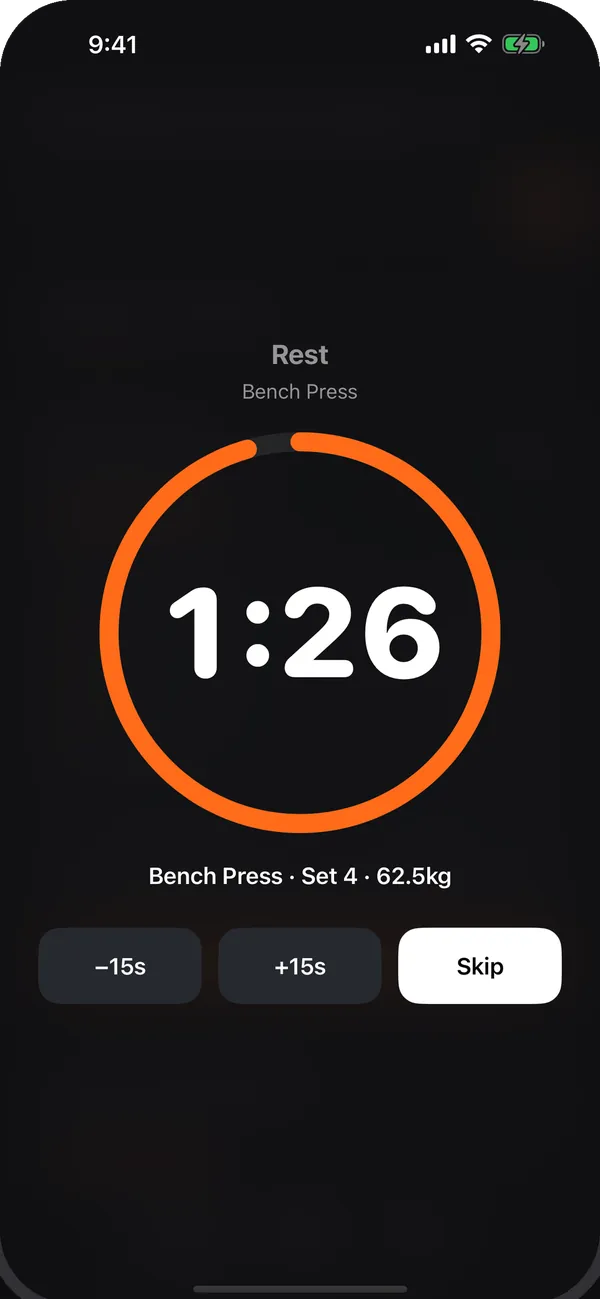 9:41
Rest
Bench Press
1:26
Bench Press · Set 4 · 62.5kg
−15s
+15s
Skip